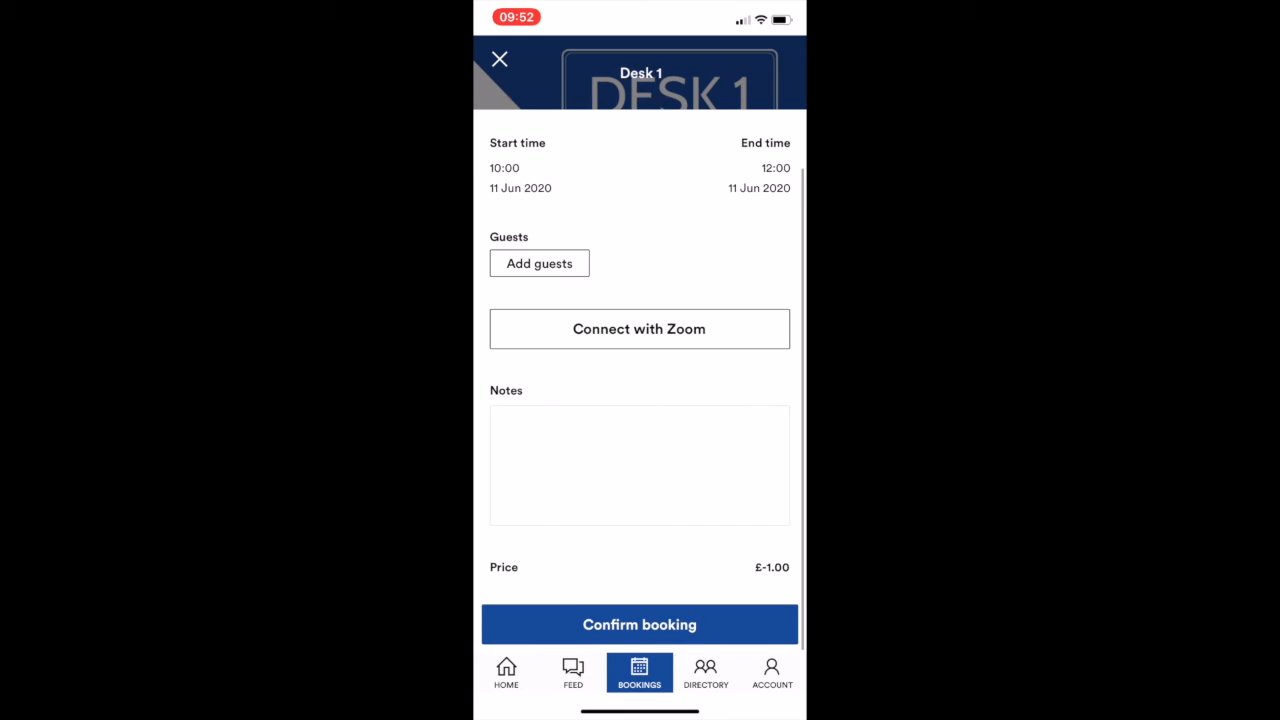 09:52
Desk 1
DESK 1
Start time End time
10:00 12:00
11 Jun 2020 11 Jun 2020
Guests
Add guests
Connect with Zoom
Notes
Price £-1.00
Confirm booking
HOME FEED BOOKINGS DIRECTORY ACCOUNT